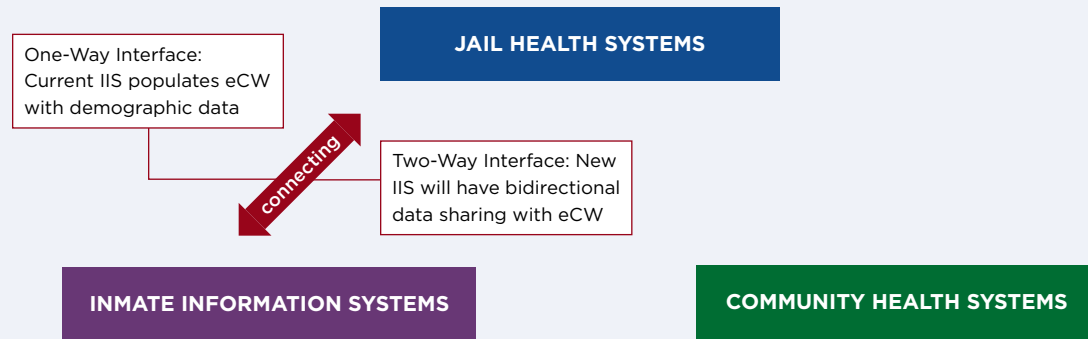 JAIL HEALTH SYSTEMS
One-Way Interface:
Current IIS populates eCW
with demographic data
connecting
Two-Way Interface: New
IIS will have bidirectional
data sharing with eCW
INMATE INFORMATION SYSTEMS
COMMUNITY HEALTH SYSTEMS